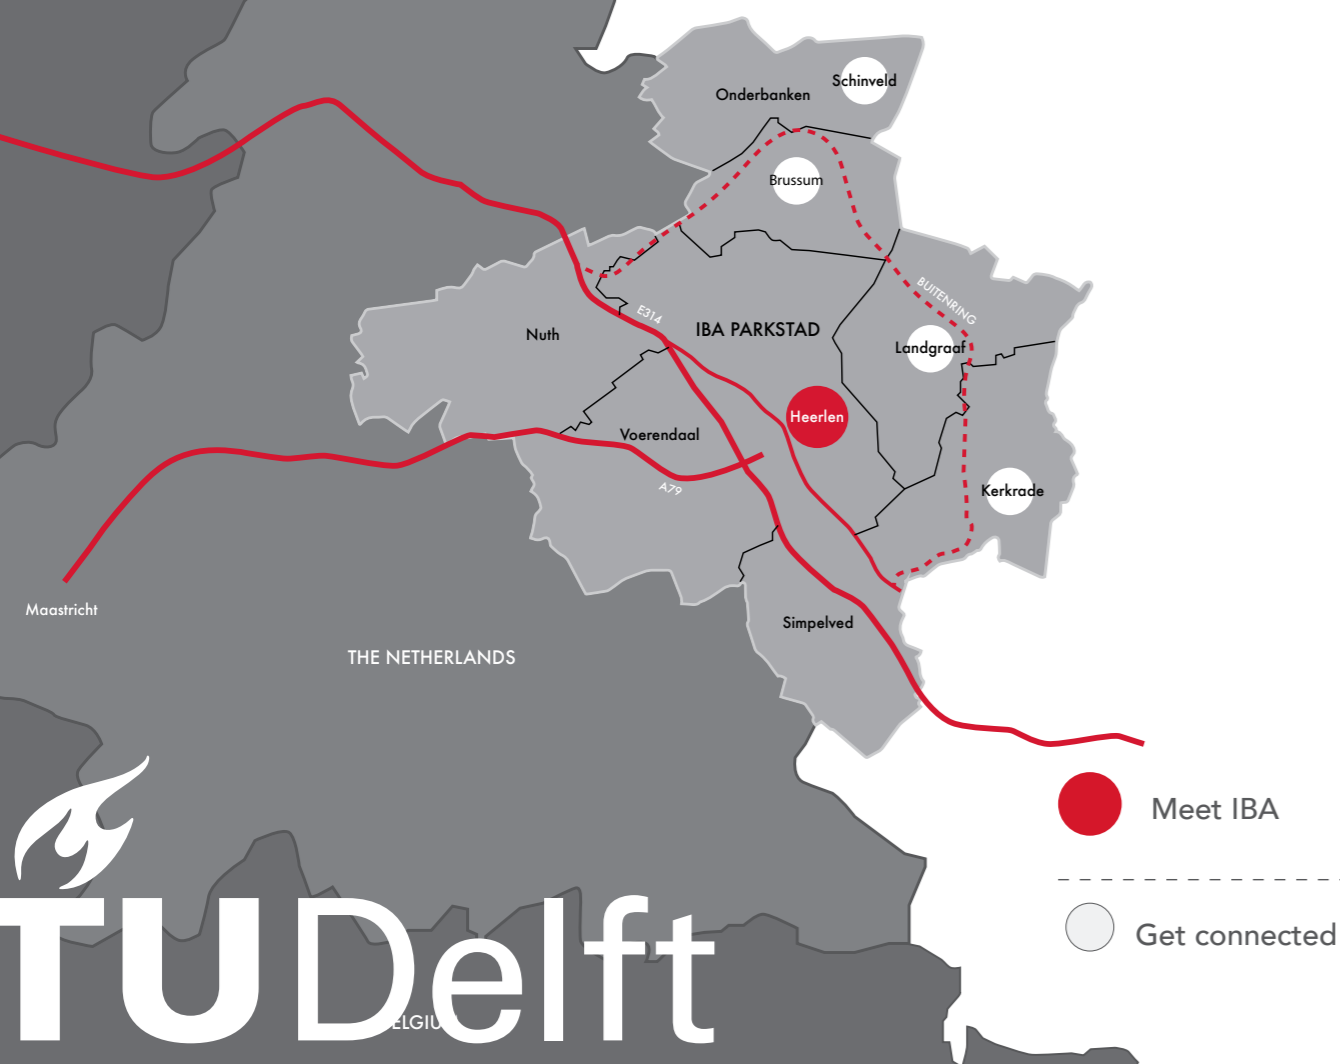 Schinveld
Onderbanken
Brussum
BUITENRING
E314
IBA PARKSTAD
Nuth
Landgraaf
Heerlen
Voerendaal
A79
Kerkrade
Maastricht
Simpelved
THE NETHERLANDS
Meet IBA
Get connected
TUDelft
ELGIU